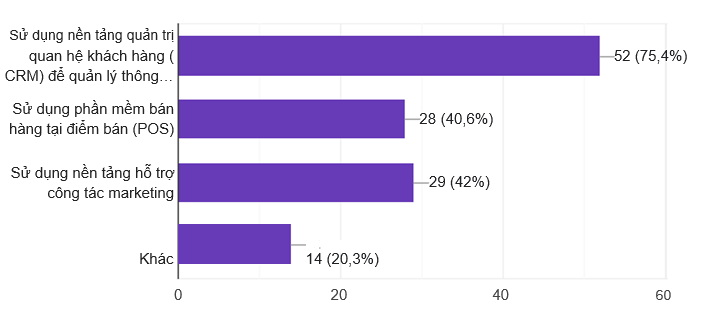 Sử dụng nền tảng quản trị
quan hệ khách hàng (
CRM) để quản lý thông…
52 (75,4%)
Sử dụng phần mềm bán
hàng tại điểm bán (POS)
28 (40,6%)
Sử dụng nền tảng hỗ trợ
công tác marketing
29 (42%)
Khác
14 (20,3%)
0
20
40
60